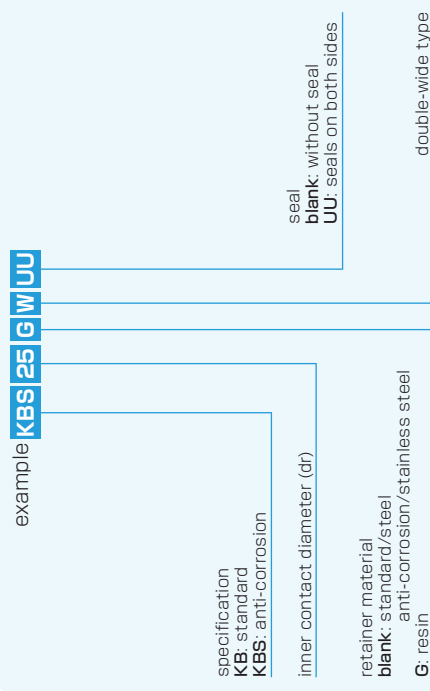 example KBS 25 G W UU
specification
KB: standard
KBS: anti-corrosion
inner contact diameter (dr)
retainer material
blank: standard/steel
anti-corrosion/stainless steel
G: resin
seal
blank: without seal
UU: seals on both sides
double-wide type